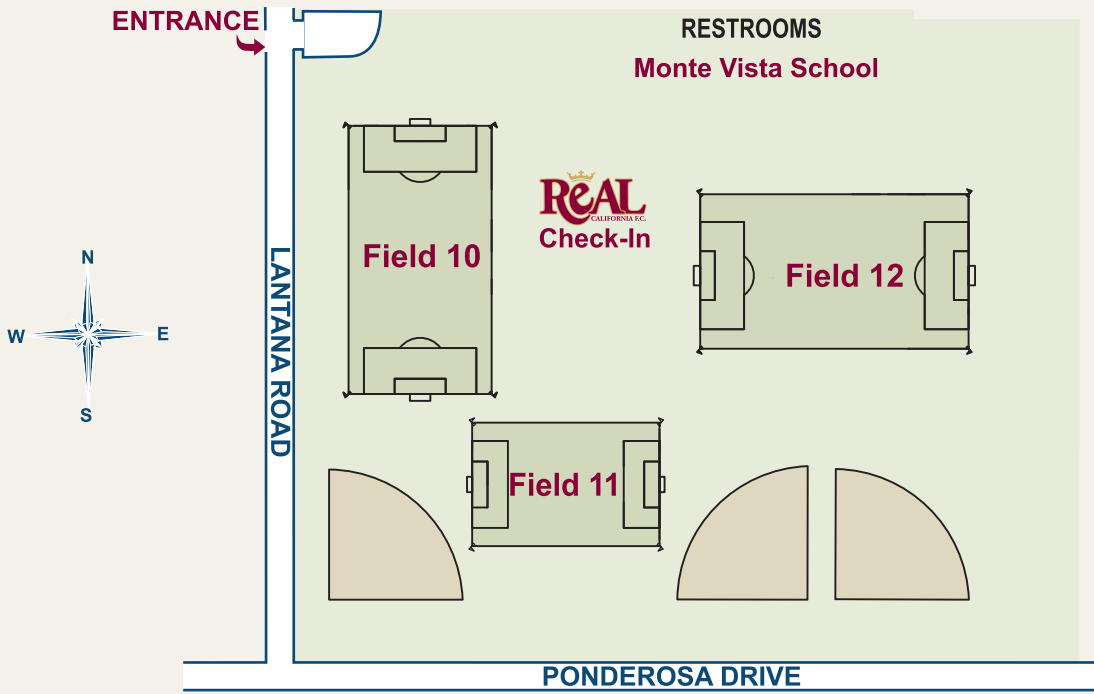 ENTRANCE
RESTROOMS
Monte Vista School
ReAL
CALIFORNIA F.C.
Check-In
Field 10
Field 12
N
W
E
S
LANTANA ROAD
Field 11
PONDEROSA DRIVE